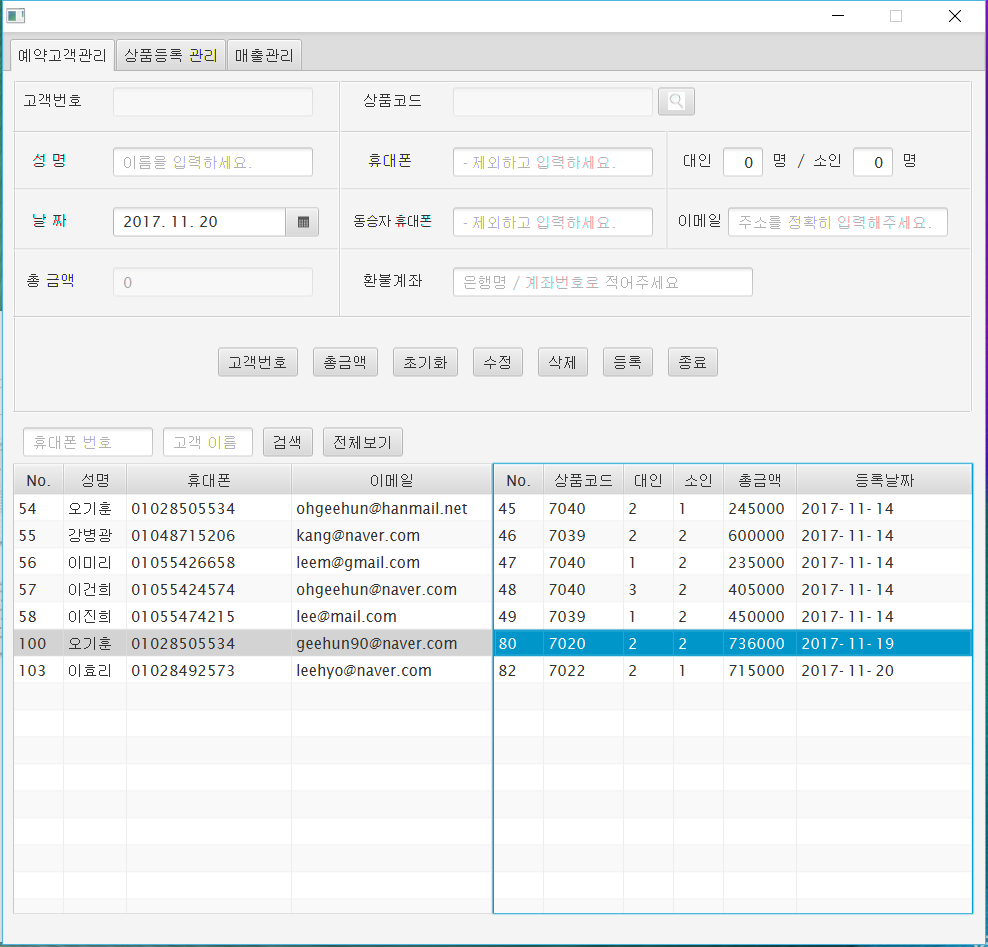 예약고객관리 상품등록 관리 매출관리
고객번호 상품코드
성 명 이름을 입력하세요. 휴대폰 - 제외하고 입력하세요. 대인 0 명 / 소인 0 명
날 짜 2017. 11. 20 동승자 휴대폰 - 제외하고 입력하세요. 이메일 주소를 정확히 입력해주세요.
총 금액 0 환불계좌 은행명 / 계좌번호로 적어주세요
고객번호 총금액 초기화 수정 삭제 등록 종료
휴대폰 번호 고객 이름 검색 전체보기
No. 성명 휴대폰 이메일 No. 상품코드 대인 소인 총금액 등록날짜
54 오기훈 01028505534 ohgeehun@hanmail.net 45 7040 2 1 245000 2017-11-14
55 강병광 01048715206 kang@naver.com 46 7039 2 2 600000 2017-11-14
56 이미리 01055426658 leem@gmail.com 47 7040 1 2 235000 2017-11-14
57 이건희 01055424574 ohgeehun@naver.com 48 7040 3 2 405000 2017-11-14
58 이진희 01055474215 lee@mail.com 49 7039 1 2 450000 2017-11-14
100 오기훈 01028505534 geehun90@naver.com 80 7020 2 2 736000 2017-11-19
103 이효리 01028492573 leehyo@naver.com 82 7022 2 1 715000 2017-11-20